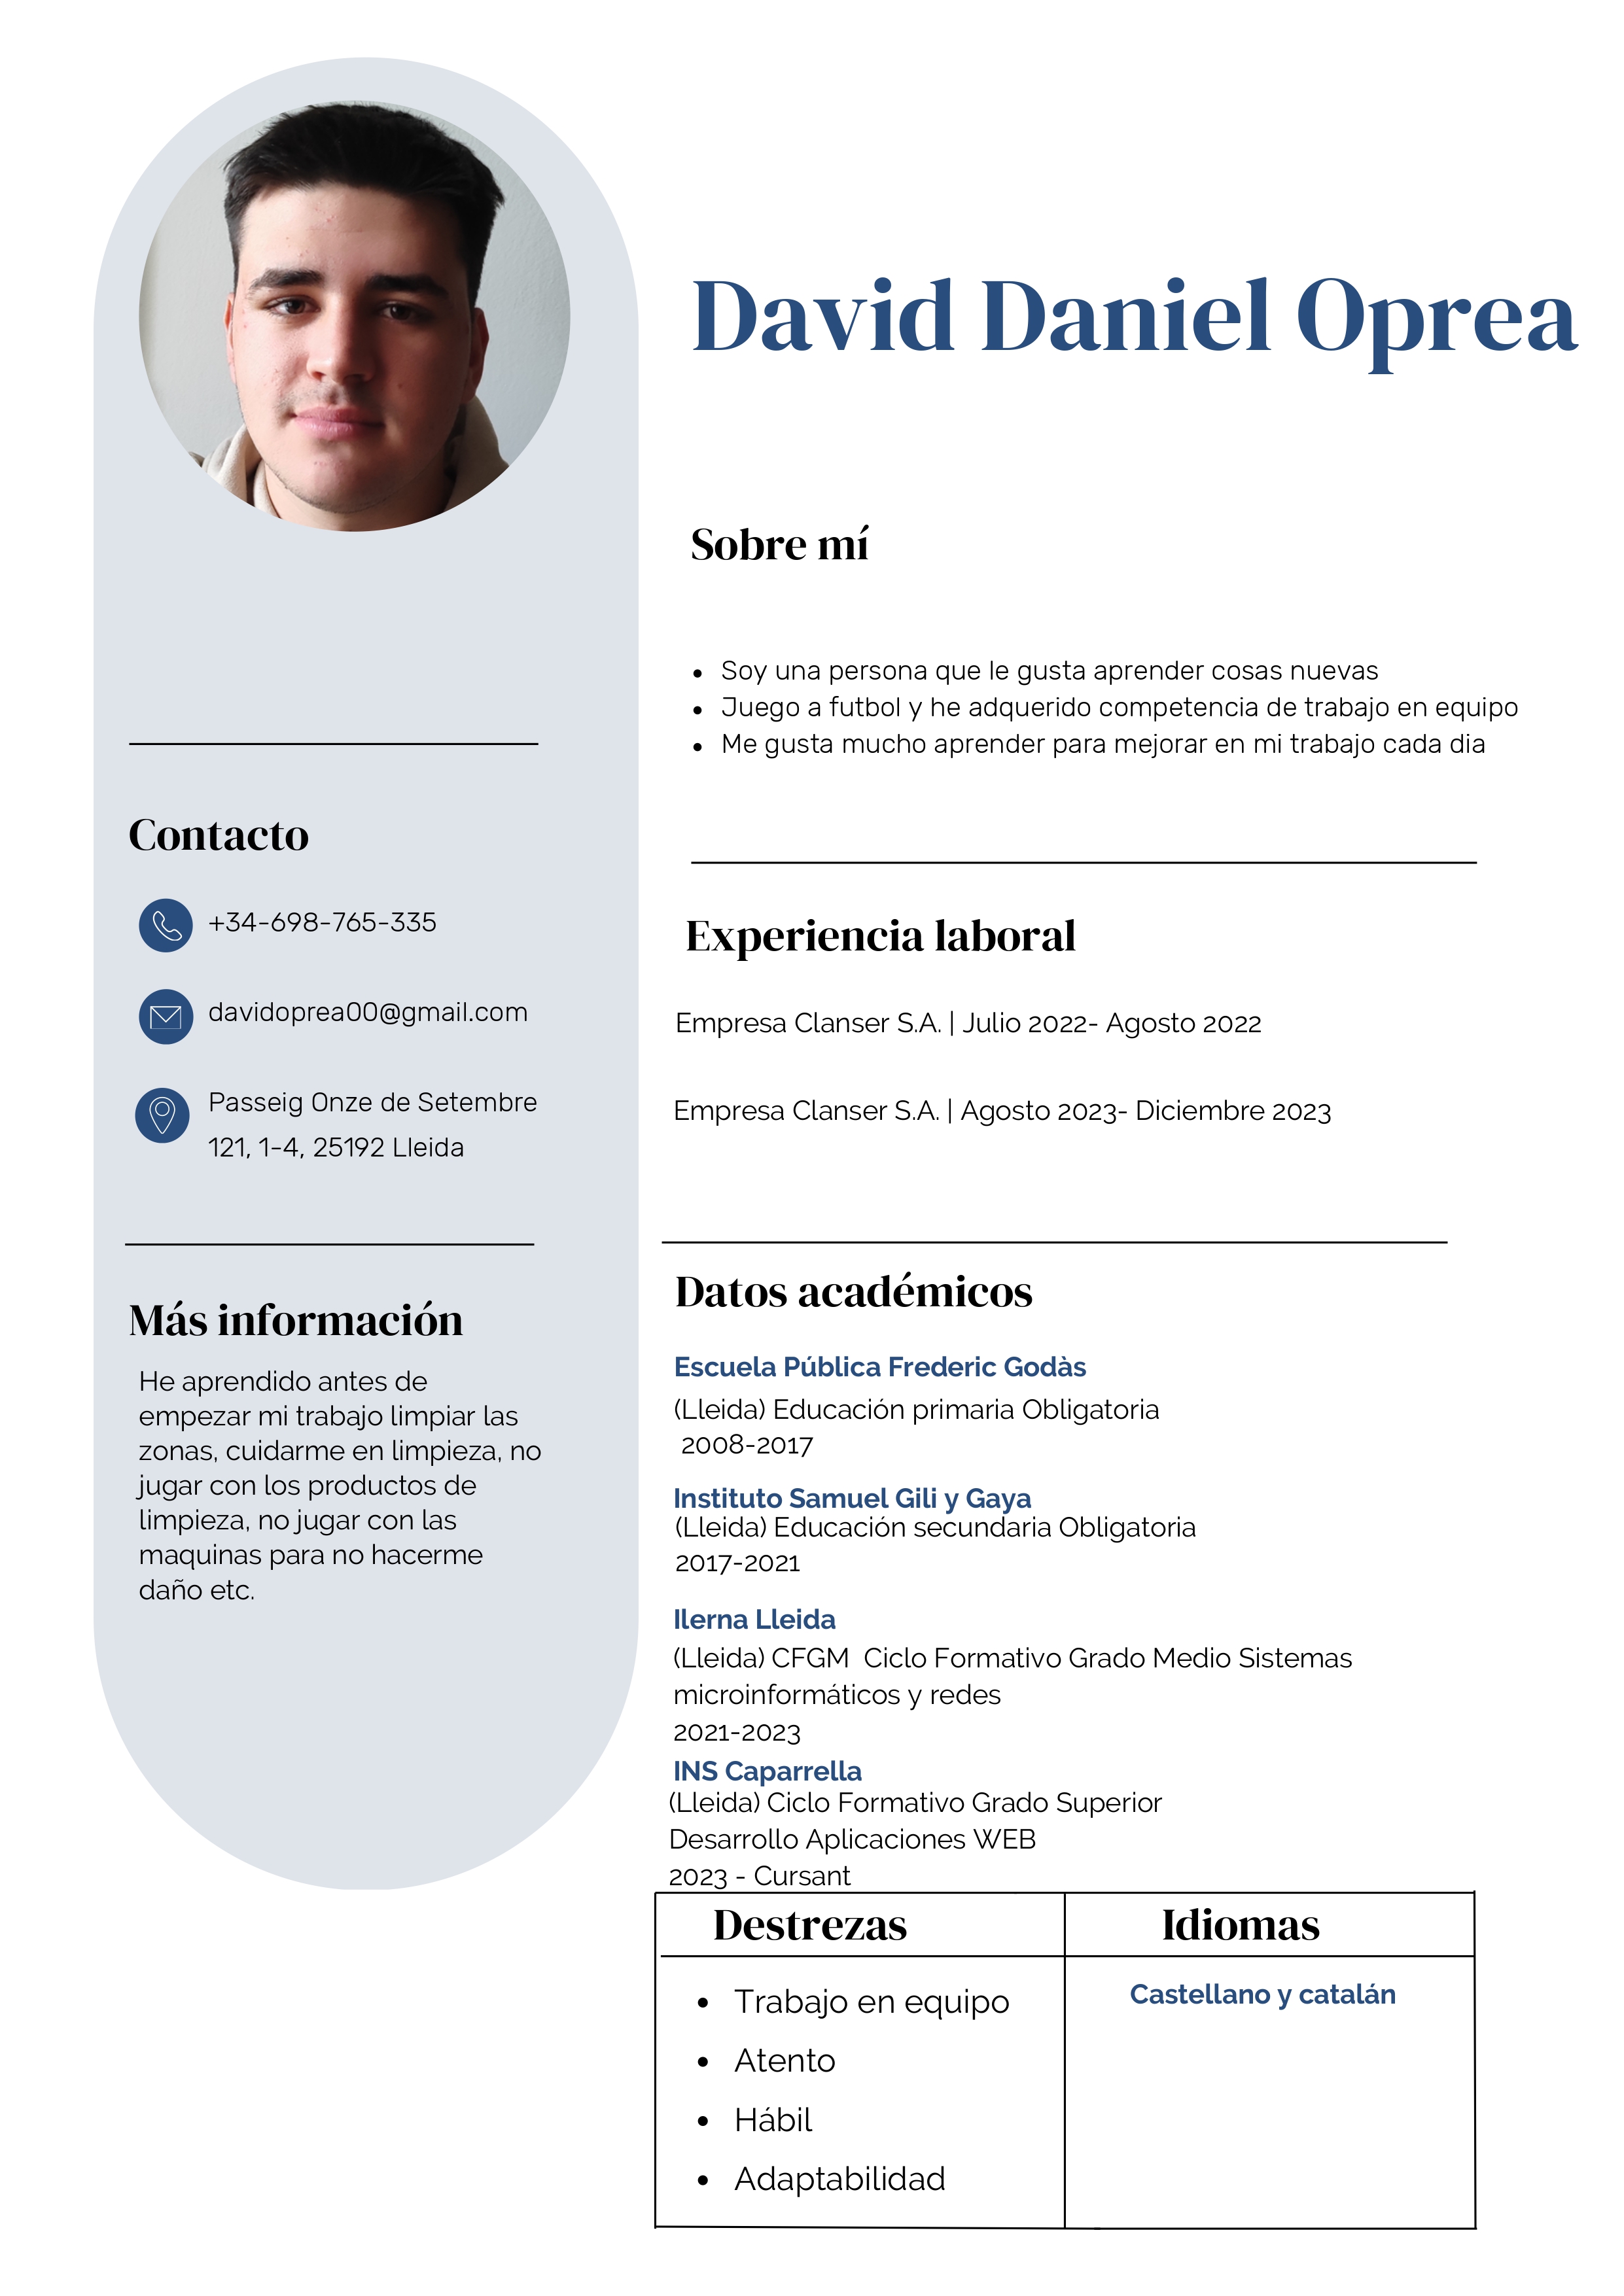 David Daniel Oprea
Sobre mí
Soy una persona que le gusta aprender cosas nuevas
Juego a futbol y he adquerido competencia de trabajo en equipo
Me gusta mucho aprender para mejorar en mi trabajo cada dia
Contacto
+34-698-765-335
davidoprea00@gmail.com
Passeig Onze de Setembre
121, 1-4, 25192 Lleida
Más información
He aprendido antes de
empezar mi trabajo limpiar las
zonas, cuidarme en limpieza, no
jugar con los productos de
limpieza, no jugar con las
maquinas para no hacerme
daño etc.
Experiencia laboral
Empresa Clanser S.A. | Julio 2022- Agosto 2022
Empresa Clanser S.A. | Agosto 2023- Diciembre 2023
Datos académicos
Escuela Pública Frederic Godàs
(Lleida) Educación primaria Obligatoria
2008-2017
Instituto Samuel Gili y Gaya
(Lleida) Educación secundaria Obligatoria
2017-2021
Ilerna Lleida
(Lleida) CFGM  Ciclo Formativo Grado Medio Sistemas
microinformáticos y redes
2021-2023
INS Caparrella
(Lleida) Ciclo Formativo Grado Superior
Desarrollo Aplicaciones WEB
2023 - Cursant
Destrezas
Trabajo en equipo
Atento
Hábil
Adaptabilidad
Idiomas
Castellano y catalán